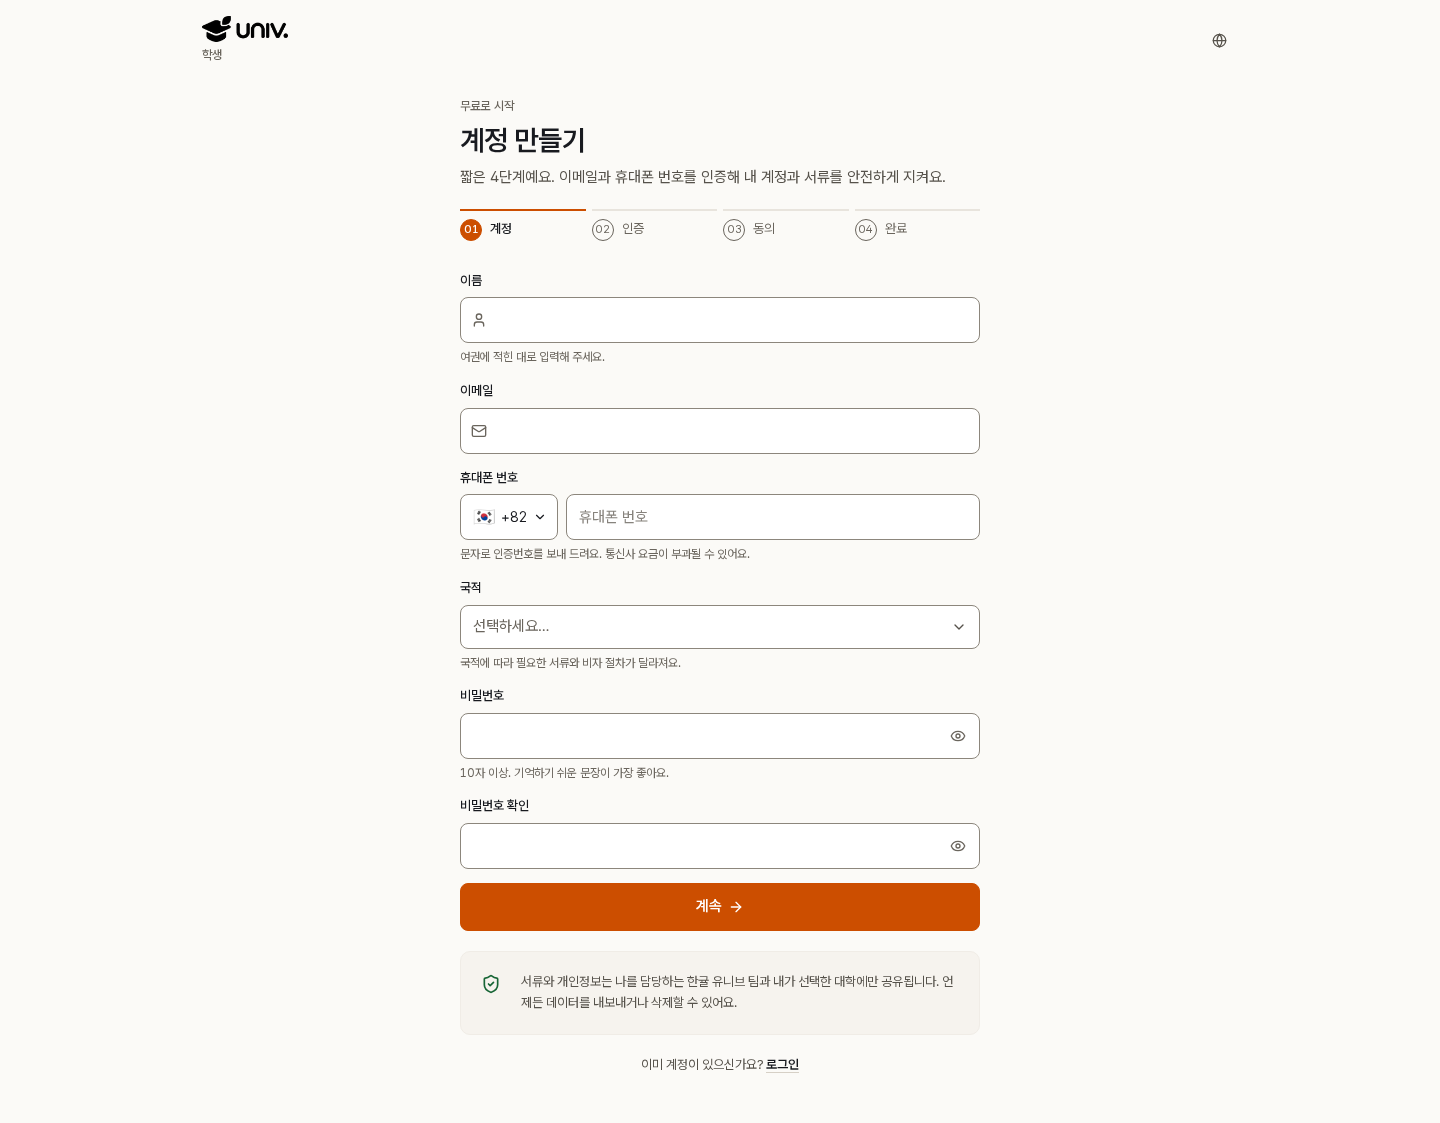 univ.
학생
무료로 시작
계정 만들기
짧은 4단계예요. 이메일과 휴대폰 번호를 인증해 내 계정과 서류를 안전하게 지켜요.
01 계정 02 인증 03 동의 04 완료
이름
여권에 적힌 대로 입력해 주세요.
이메일
휴대폰 번호
+82 휴대폰 번호
문자로 인증번호를 보내 드려요. 통신사 요금이 부과될 수 있어요.
국적
선택하세요...
국적에 따라 필요한 서류와 비자 절차가 달라져요.
비밀번호
10자 이상. 기억하기 쉬운 문장이 가장 좋아요.
비밀번호 확인
계속
서류와 개인정보는 나를 담당하는 한귤 유니브 팀과 내가 선택한 대학에만 공유됩니다. 언
제든 데이터를 내보내거나 삭제할 수 있어요.
이미 계정이 있으신가요? 로그인